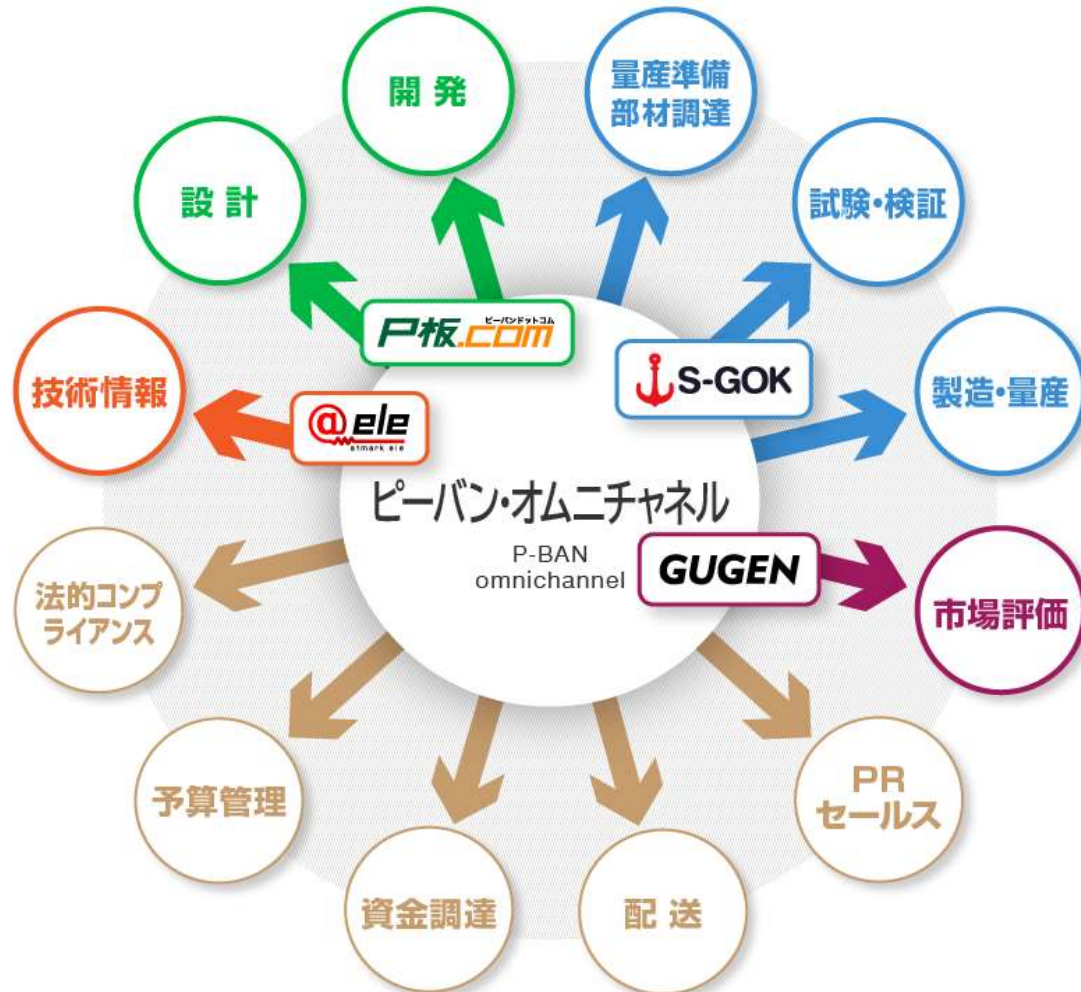 開発
量産準備
部材調達
設計
試験・検証
ピーバンドットコム
P板.com
S-GOK
技術情報
@ele
atmark ele
製造・量産
ピーバン・オムニチャネル
P-BAN
omnichannel
GUGEN
法的コンプ
ライアンス
市場評価
予算管理
PR
セールス
資金調達
配送